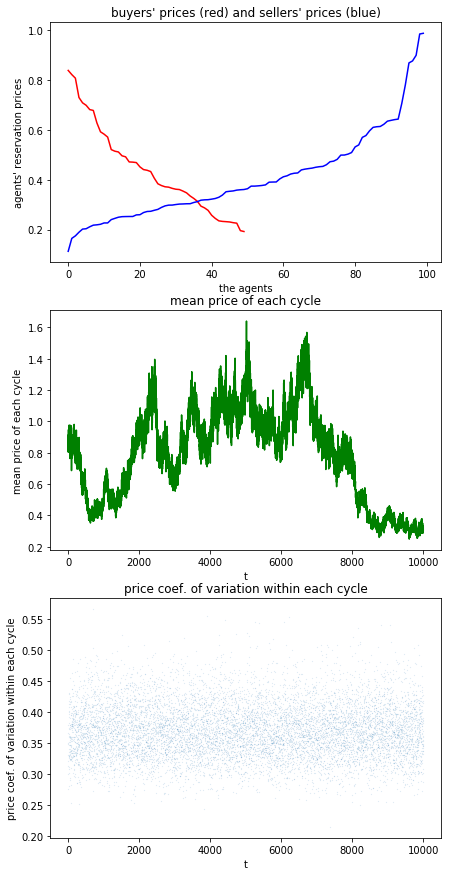 buyers' prices (red) and sellers' prices (blue)
1.0
0.8
0.6
0.4
0.2
agents' reservation prices
0 20 40 60 80 100
the agents
mean price of each cycle
1.6
1.4
1.2
1.0
0.8
0.6
0.4
0.2
mean price of each cycle
0 2000 4000 6000 8000 10000
t
price coef. of variation within each cycle
0.55
0.50
0.45
0.40
0.35
0.30
0.25
0.20
price coef. of variation within each cycle
0 2000 4000 6000 8000 10000
t